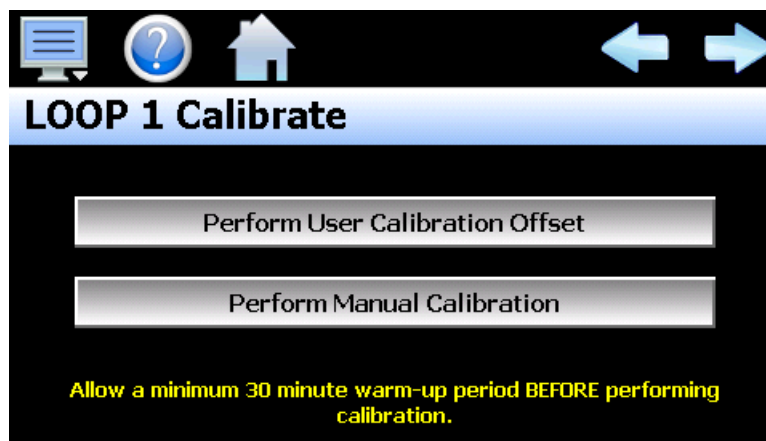 LOOP 1 Calibrate
Perform User Calibration Offset
Perform Manual Calibration
Allow a minimum 30 minute warm-up period BEFORE performing
calibration.